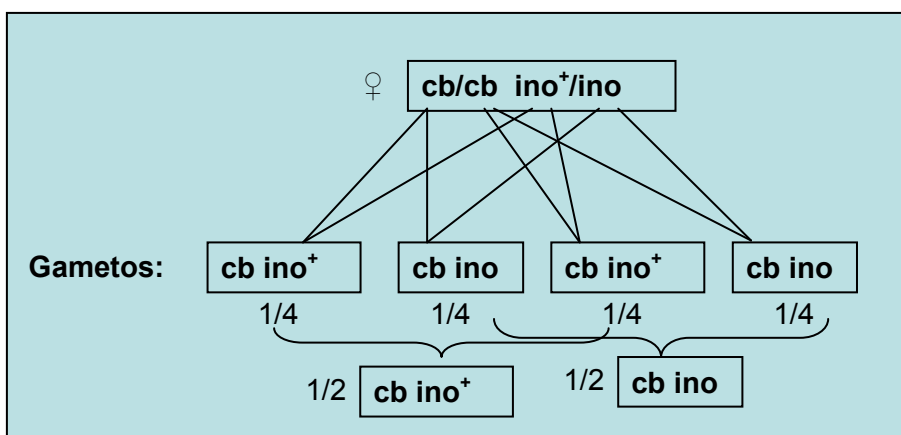 ♀ cb/cb ino⁺/ino
Gametos: cb ino⁺ cb ino cb ino⁺ cb ino
1/4 1/4 1/4 1/4
1/2 cb ino⁺ 1/2 cb ino